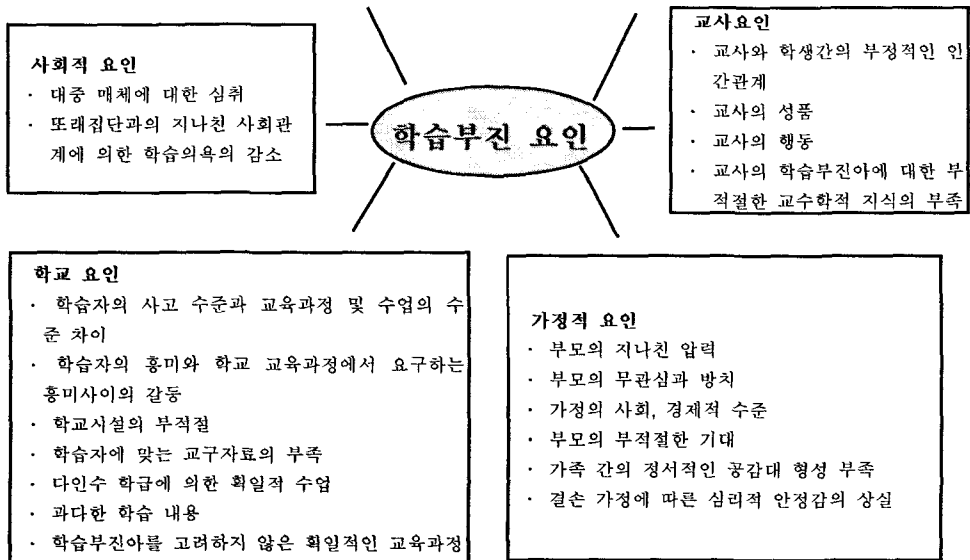 사회적 요인
· 대중 매체에 대한 심취
· 또래집단과의 지나친 사회관
계에 의한 학습의욕의 감소
학습부진 요인
교사요인
· 교사와 학생간의 부정적인 인
간관계
· 교사의 성품
· 교사의 행동
· 교사의 학습부진아에 대한 부
적절한 교수학적 지식의 부족
학교 요인
· 학습자의 사고 수준과 교육과정 및 수업의 수
준 차이
· 학습자의 흥미와 학교 교육과정에서 요구하는
흥미사이의 갈등
· 학교시설의 부적절
· 학습자에 맞는 교구자료의 부족
· 다인수 학급에 의한 획일적 수업
· 과다한 학습 내용
· 학습부진아를 고려하지 않은 획일적인 교육과정
가정적 요인
· 부모의 지나친 압력
· 부모의 무관심과 방치
· 가정의 사회, 경제적 수준
· 부모의 부적절한 기대
· 가족 간의 정서적인 공감대 형성 부족
· 결손 가정에 따른 심리적 안정감의 상실